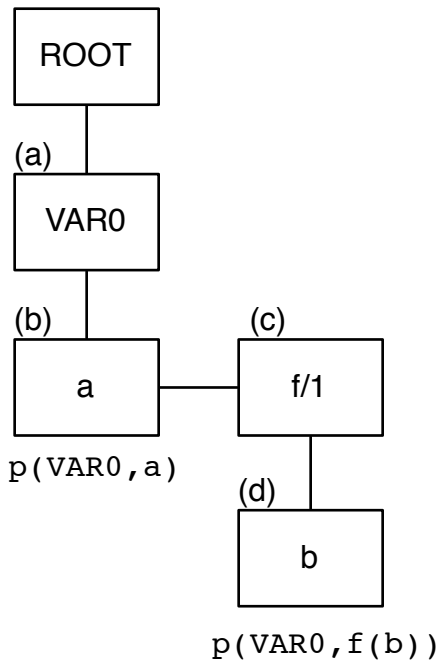 ROOT
(a)
VAR0
(b)
(c)
a
f/1
p(VAR0,a)
(d)
b
p(VAR0,f(b))